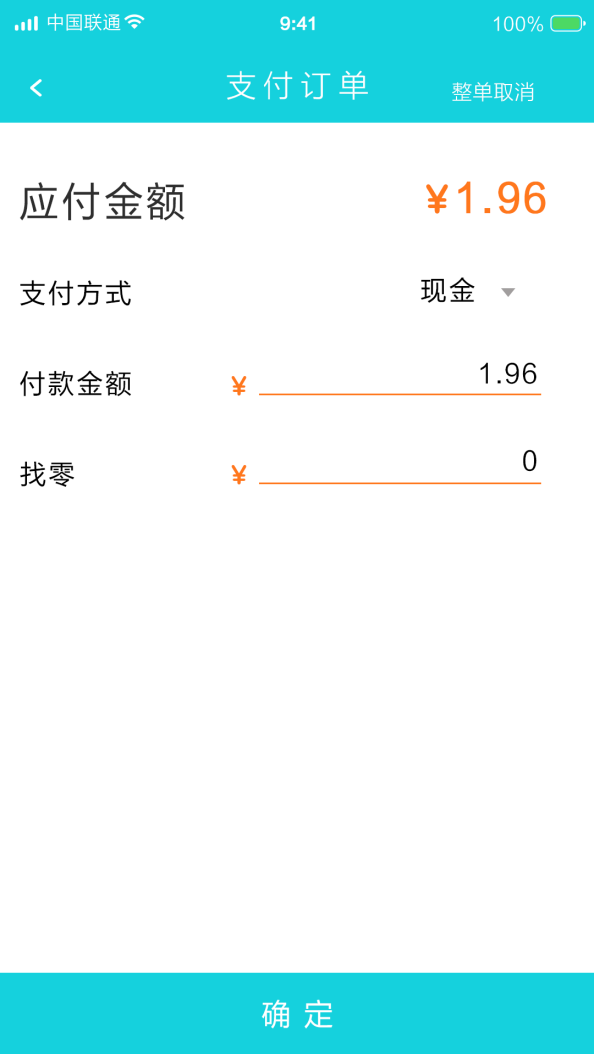 中国联通 9:41 100%
支付订单 整单取消
应付金额 ¥1.96
支付方式 现金
付款金额 ¥ 1.96
找零 ¥ 0
确定